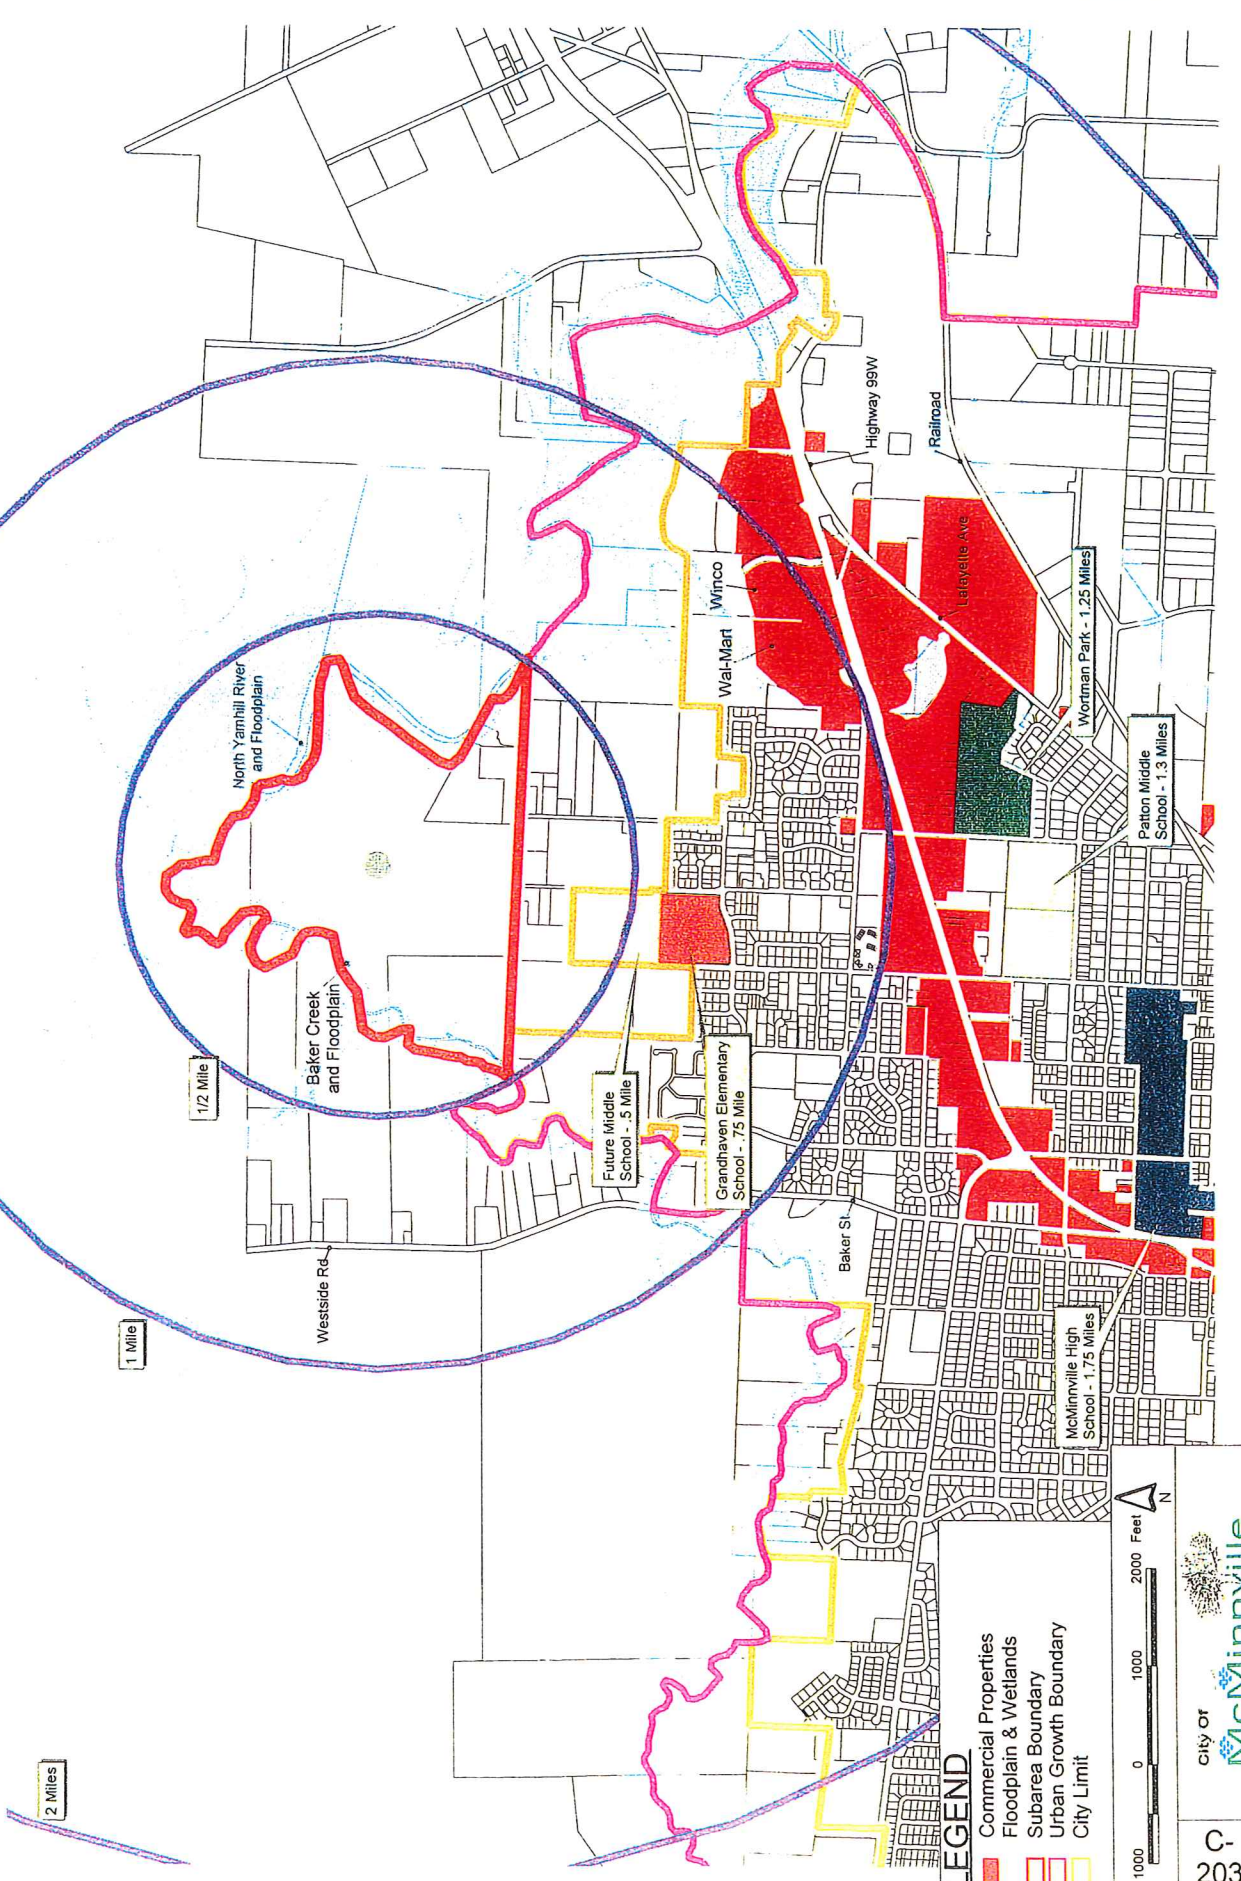 2 Miles
1 Mile
1/2 Mile
Westside Rd
Baker Creek
and Floodplain
North Yamhill River
and Floodplain
Future Middle
School - .5 Mile
Grandhaven Elementary
School - .75 Mile
Wal-Mart
Winco
Highway 99W
Railroad
Lafayette Ave
Wortman Park - 1.25 Miles
Patton Middle
School - 1.3 Miles
Baker St.
McMinnville High
School - 1.75 Miles
EGEND
Commercial Properties
Floodplain & Wetlands
Subarea Boundary
Urban Growth Boundary
City Limit
1000 0 1000 2000 Feet
N
C-
203
City Of
McMinnville